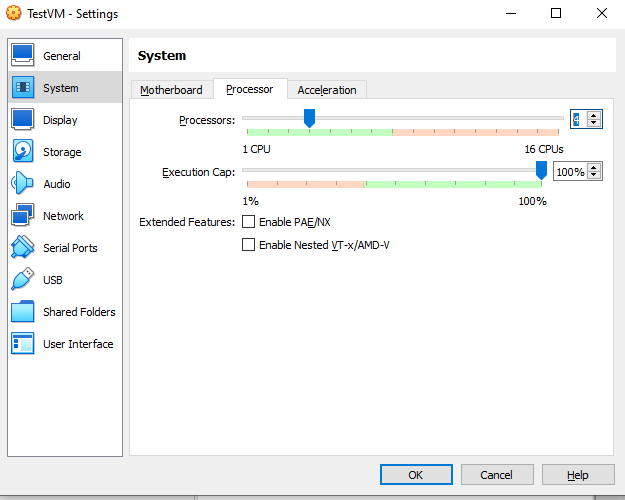 TestVM - Settings
General
System
Display
Storage
Audio
Network
Serial Ports
USB
Shared Folders
User Interface
System
Motherboard Processor Acceleration
Processors: 4
1 CPU 16 CPUs
Execution Cap: 100%
1% 100%
Extended Features: Enable PAE/NX
Enable Nested VT-x/AMD-V
OK Cancel Help